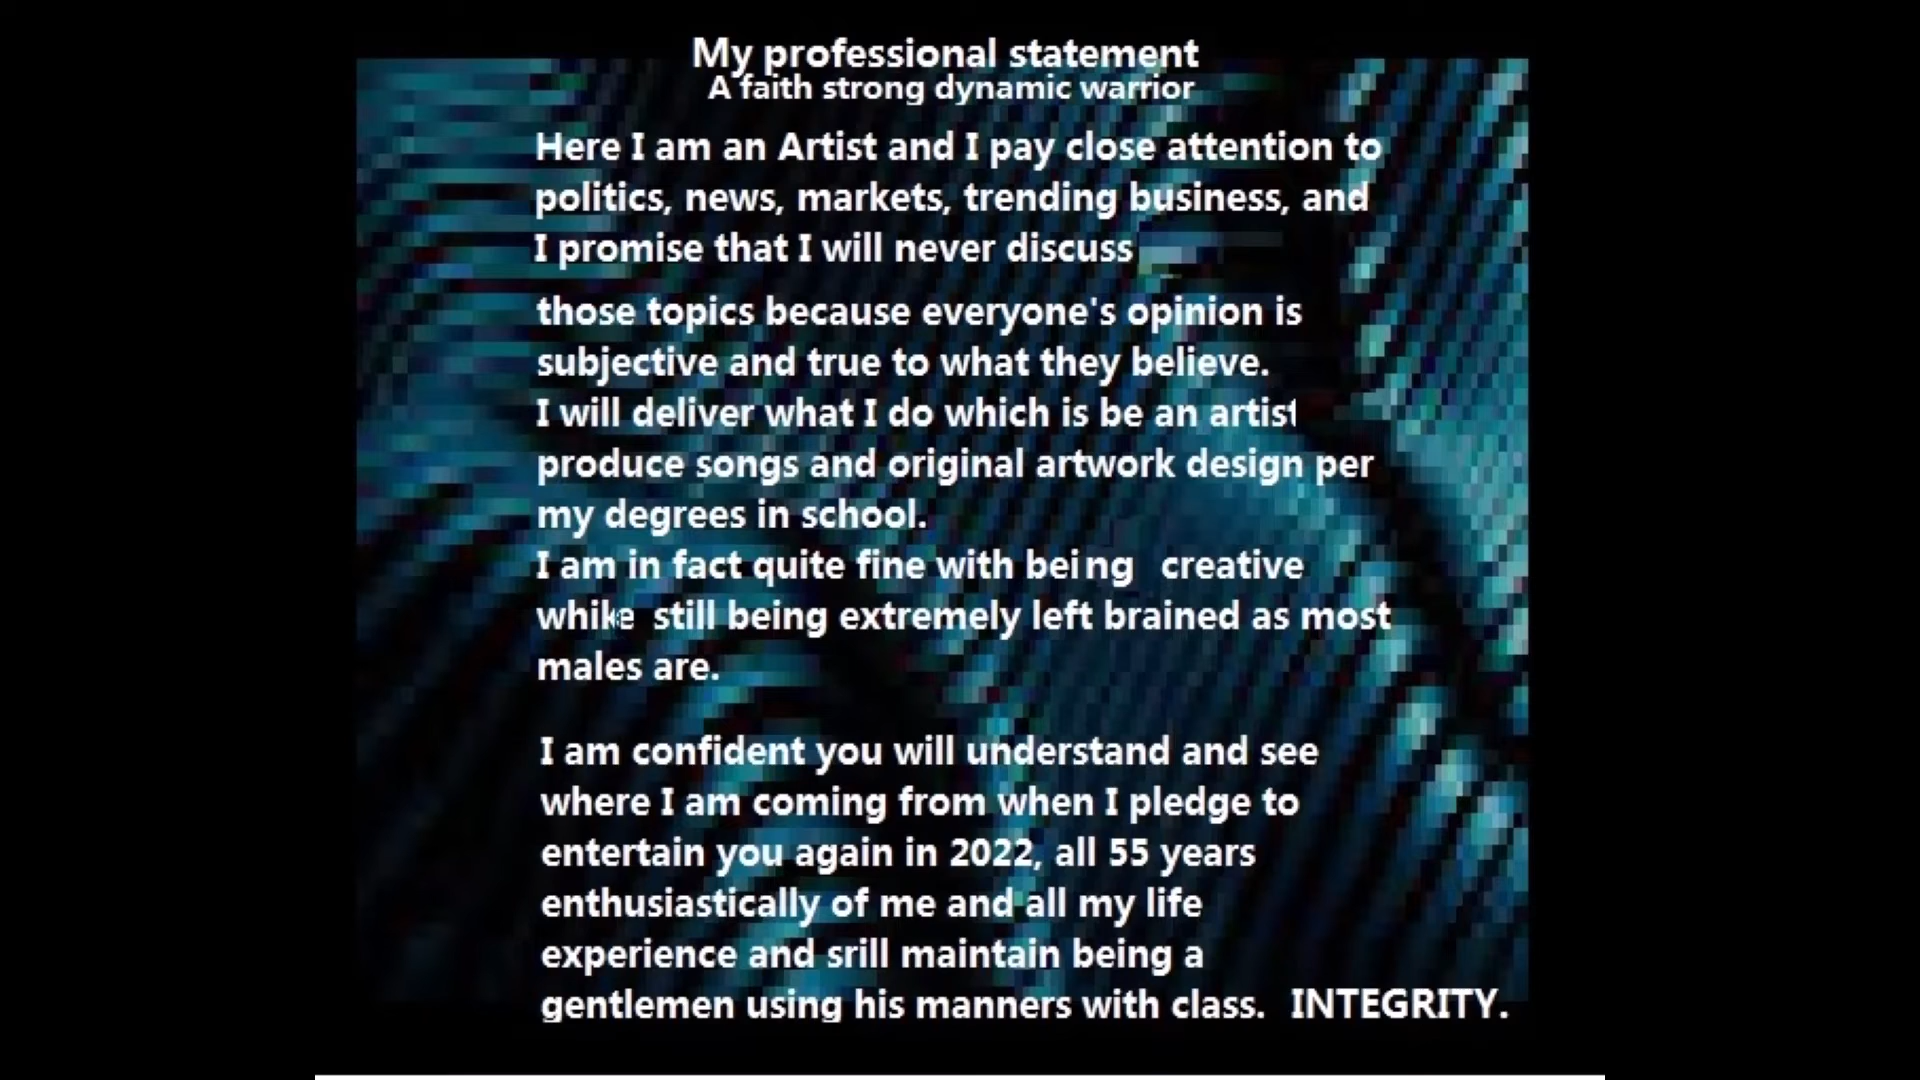 My professional statement
A faith strong dynamic warrior
Here I am an Artist and I pay close attention to
politics, news, markets, trending business, and
I promise that I will never discuss
those topics because everyone's opinion is
subjective and true to what they believe.
I will deliver what I do which is be an artist
produce songs and original artwork design per
my degrees in school.
I am in fact quite fine with being creative
whike still being extremely left brained as most
males are.
I am confident you will understand and see
where I am coming from when I pledge to
entertain you again in 2022, all 55 years
enthusiastically of me and all my life
experience and srill maintain being a
gentlemen using his manners with class. INTEGRITY.